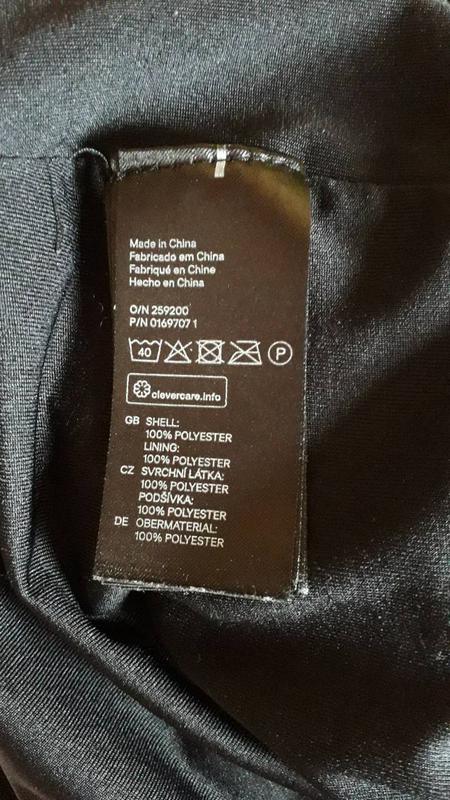 Made in China
Fabricado em China
Fabriqué en Chine
Hecho en China
O/N 259200
P/N 0169707 1
40 P
clevercare.info
GB SHELL:
100% POLYESTER
LINING:
100% POLYESTER
CZ SVRCHNÍ LÁTKA:
100% POLYESTER
PODŠÍVKA:
100% POLYESTER
DE OBERMATERIAL:
100% POLYESTER